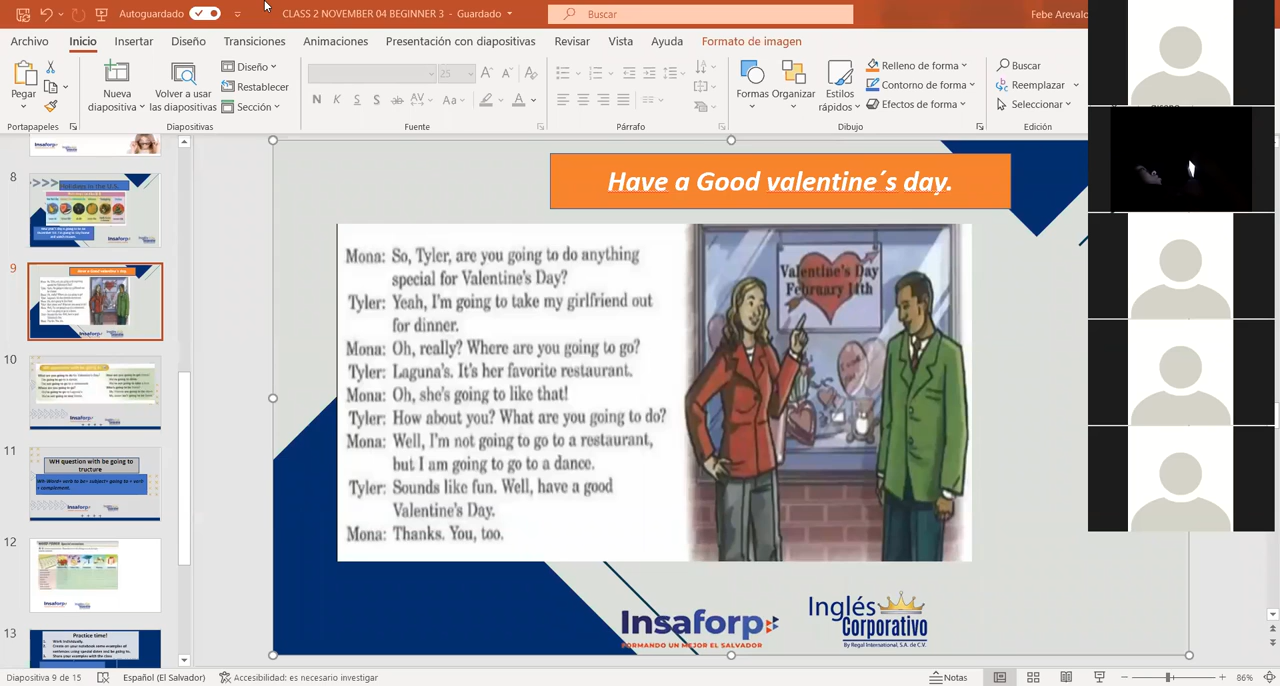 Autoguardado
CLASS 2 NOVEMBER 04 BEGINNER 3 - Guardado
Buscar
Febe Arevalo
Archivo Inicio Insertar Diseño Transiciones Animaciones Presentación con diapositivas Revisar Vista Ayuda Formato de imagen
Pegar
Nueva diapositiva
Volver a usar las diapositivas
Diseño
Restablecer
Sección
25
N K S S ab AV Aa A
Formas
Organizar
Estilos rápidos
Relleno de forma
Contorno de forma
Efectos de forma
Buscar
Reemplazar
Seleccionar
Portapapeles Diapositivas Fuente Párrafo Dibujo Edición
8
9
10
11
WH question with be going to
tructure
12
13
Practice time!
Have a Good valentine´s day.
Mona: So, Tyler, are you going to do anything
special for Valentine's Day?
Tyler: Yeah, I'm going to take my girlfriend out
for dinner.
Mona: Oh, really? Where are you going to go?
Tyler: Laguna's. It's her favorite restaurant.
Mona: Oh, she's going to like that!
Tyler: How about you? What are you going to do?
Mona: Well, I'm not going to go to a restaurant,
but I am going to go to a dance.
Tyler: Sounds like fun. Well, have a good
Valentine's Day.
Mona: Thanks. You, too.
Valentine's Day
February 14th
Insaforp
FORMANDO UN MEJOR EL SALVADOR
Inglés
Corporativo
By Regal International, S.A. de C.V.
Diapositiva 9 de 15
Español (El Salvador)
Accesibilidad: es necesario investigar
Notas
86%